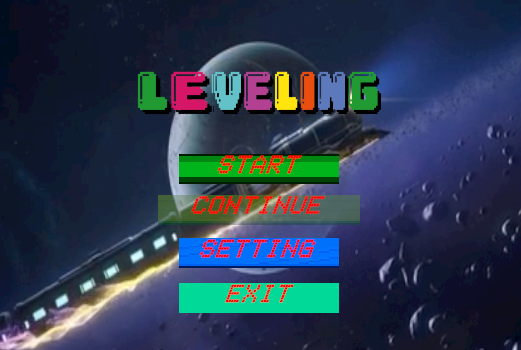 LEVELING
START
CONTINUE
SETTING
EXIT